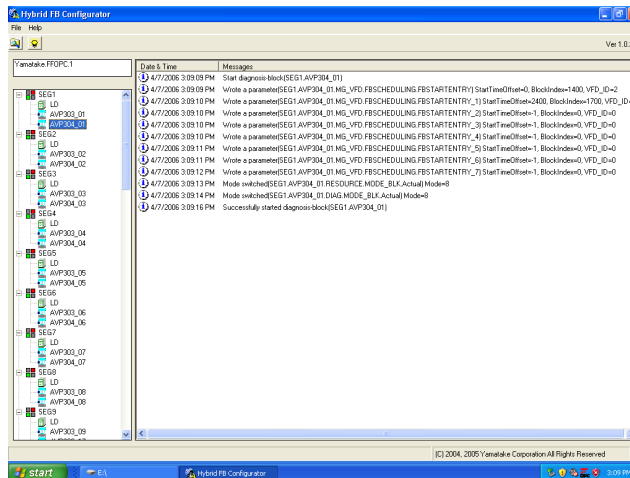 Hybrid FB Configurator
File Help
Ver 1.0.
Yamatake.FFOPC.1
SEG1
LD
AVP303_01
AVP304_01
SEG2
LD
AVP303_02
AVP304_02
SEG3
LD
AVP303_03
AVP304_03
SEG4
LD
AVP303_04
AVP304_04
SEG5
LD
AVP303_05
AVP304_05
SEG6
LD
AVP303_06
AVP304_06
SEG7
LD
AVP303_07
AVP304_07
SEG8
LD
AVP303_08
AVP304_08
SEG9
LD
AVP303_09
Date & Time Messages
4/7/2006 3:09:09 PM Start diagnosis-block(SEG1.AVP304_01)
4/7/2006 3:09:09 PM Wrote a parameter(SEG1.AVP304_01.MG_VFD.FBSCHEDULING.FBSTARTENTRY) StartTimeOffset=0, BlockIndex=1400, VFD_ID=2
4/7/2006 3:09:10 PM Wrote a parameter(SEG1.AVP304_01.MG_VFD.FBSCHEDULING.FBSTARTENTRY_1) StartTimeOffset=2400, BlockIndex=1700, VFD_ID
4/7/2006 3:09:10 PM Wrote a parameter(SEG1.AVP304_01.MG_VFD.FBSCHEDULING.FBSTARTENTRY_2) StartTimeOffset=-1, BlockIndex=0, VFD_ID=0
4/7/2006 3:09:10 PM Wrote a parameter(SEG1.AVP304_01.MG_VFD.FBSCHEDULING.FBSTARTENTRY_3) StartTimeOffset=-1, BlockIndex=0, VFD_ID=0
4/7/2006 3:09:10 PM Wrote a parameter(SEG1.AVP304_01.MG_VFD.FBSCHEDULING.FBSTARTENTRY_4) StartTimeOffset=-1, BlockIndex=0, VFD_ID=0
4/7/2006 3:09:11 PM Wrote a parameter(SEG1.AVP304_01.MG_VFD.FBSCHEDULING.FBSTARTENTRY_5) StartTimeOffset=-1, BlockIndex=0, VFD_ID=0
4/7/2006 3:09:11 PM Wrote a parameter(SEG1.AVP304_01.MG_VFD.FBSCHEDULING.FBSTARTENTRY_6) StartTimeOffset=-1, BlockIndex=0, VFD_ID=0
4/7/2006 3:09:12 PM Wrote a parameter(SEG1.AVP304_01.MG_VFD.FBSCHEDULING.FBSTARTENTRY_7) StartTimeOffset=-1, BlockIndex=0, VFD_ID=0
4/7/2006 3:09:13 PM Mode switched(SEG1.AVP304_01.RESOURCE.MODE_BLK.Actual) Mode=8
4/7/2006 3:09:14 PM Mode switched(SEG1.AVP304_01.DIAG.MODE_BLK.Actual) Mode=8
4/7/2006 3:09:16 PM Successfully started diagnosis-block(SEG1.AVP304_01)
(C) 2004, 2005 Yamatake Corporation All Rights Reserved
start E:\ Hybrid FB Configurator 3:09 PM